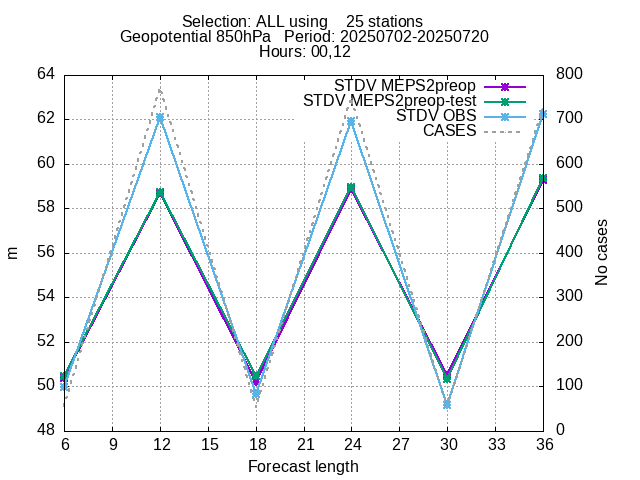 Selection: ALL using    25 stations
Geopotential 850hPa   Period: 20250702-20250720
Hours: 00,12
STDV MEPS2preop
STDV MEPS2preop-test
STDV OBS
CASES
64
62
60
58
56
54
52
50
48
m
800
700
600
500
400
300
200
100
0
No cases
6 9 12 15 18 21 24 27 30 33 36
Forecast length